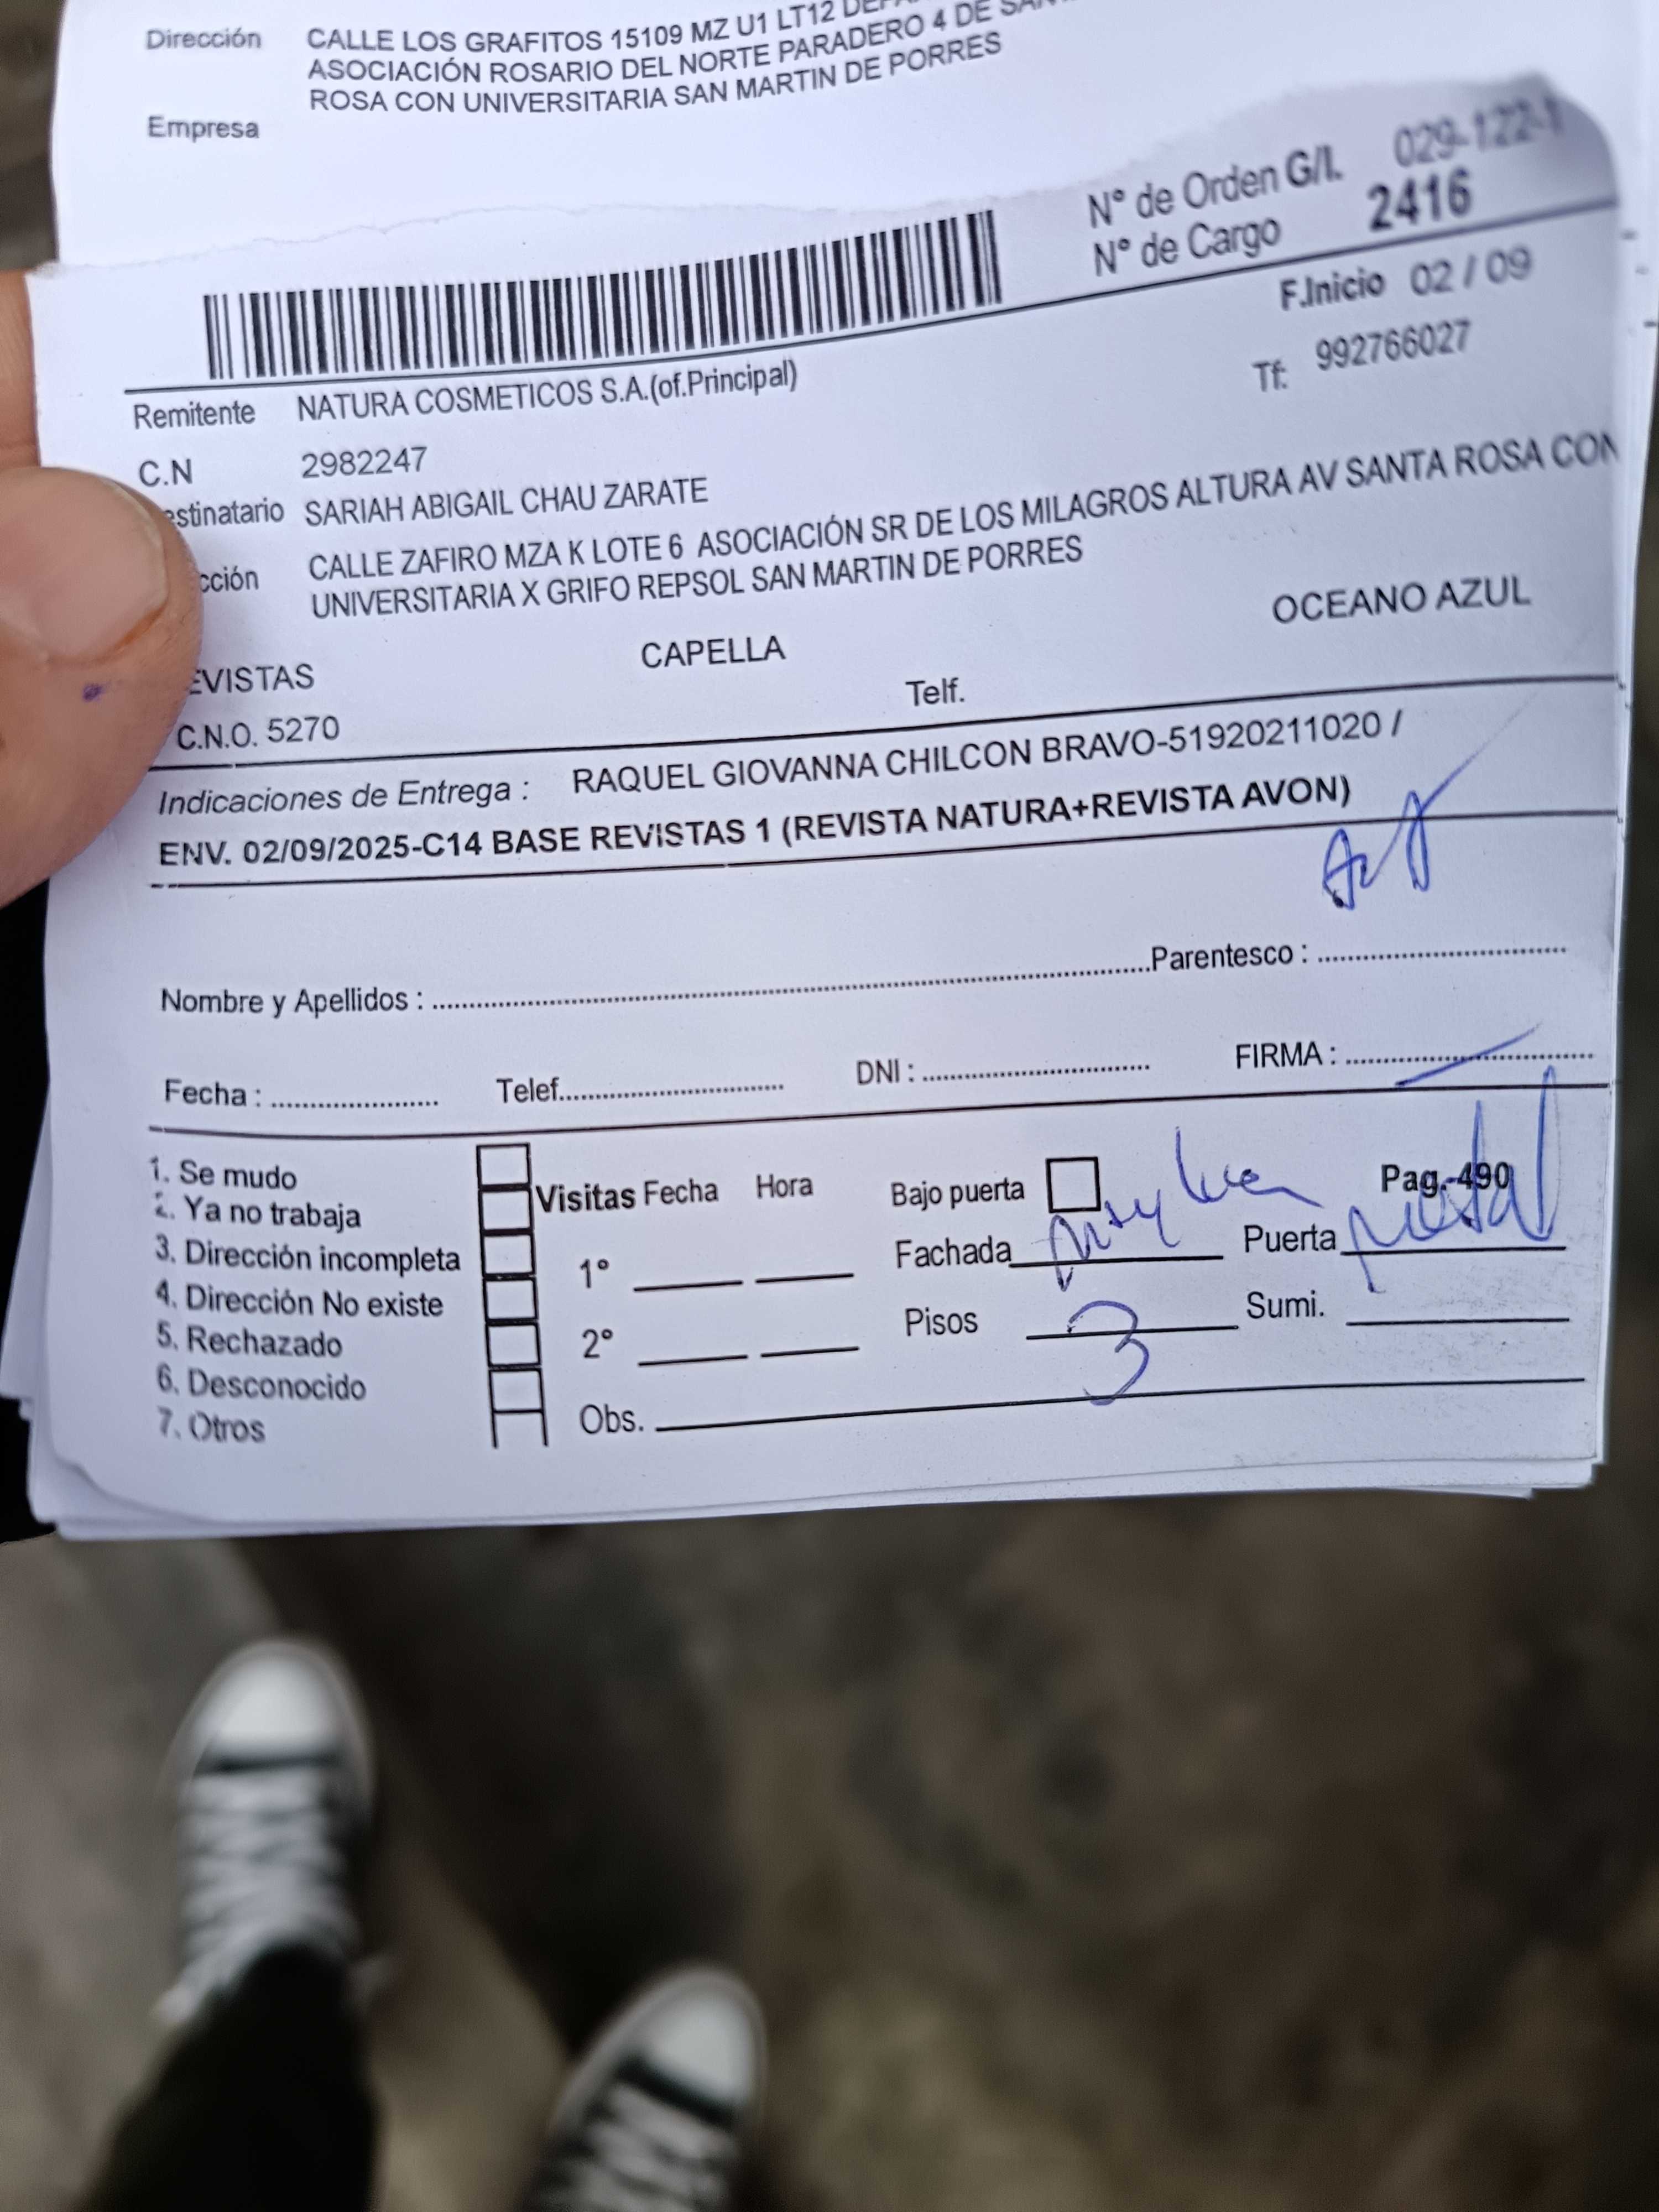 Dirección CALLE LOS GRAFITOS 15109 MZ U1 LT12
ASOCIACIÓN ROSARIO DEL NORTE PARADERO 4 DE
ROSA CON UNIVERSITARIA SAN MARTIN DE PORRES
Empresa
N° de Orden G/I. 029-122-1
N° de Cargo 2416
F.Inicio 02 / 09
Remitente NATURA COSMETICOS S.A.(of.Principal) Tf: 992766027
C.N 2982247
estinatario SARIAH ABIGAIL CHAU ZARATE
cción CALLE ZAFIRO MZA K LOTE 6 ASOCIACIÓN SR DE LOS MILAGROS ALTURA AV SANTA ROSA CON
UNIVERSITARIA X GRIFO REPSOL SAN MARTIN DE PORRES
EVISTAS CAPELLA OCEANO AZUL
C.N.O. 5270 Telf.
Indicaciones de Entrega : RAQUEL GIOVANNA CHILCON BRAVO-51920211020 /
ENV. 02/09/2025-C14 BASE REVISTAS 1 (REVISTA NATURA+REVISTA AVON)
Nombre y Apellidos : Parentesco :
Fecha : Telef. DNI : FIRMA :
1. Se mudo
2. Ya no trabaja
3. Dirección incompleta
4. Dirección No existe
5. Rechazado
6. Desconocido
7. Otros
Visitas Fecha Hora
1°
2°
Obs.
Bajo puerta Pag.-490
Fachada Puerta metal
Pisos 3 Sumi.